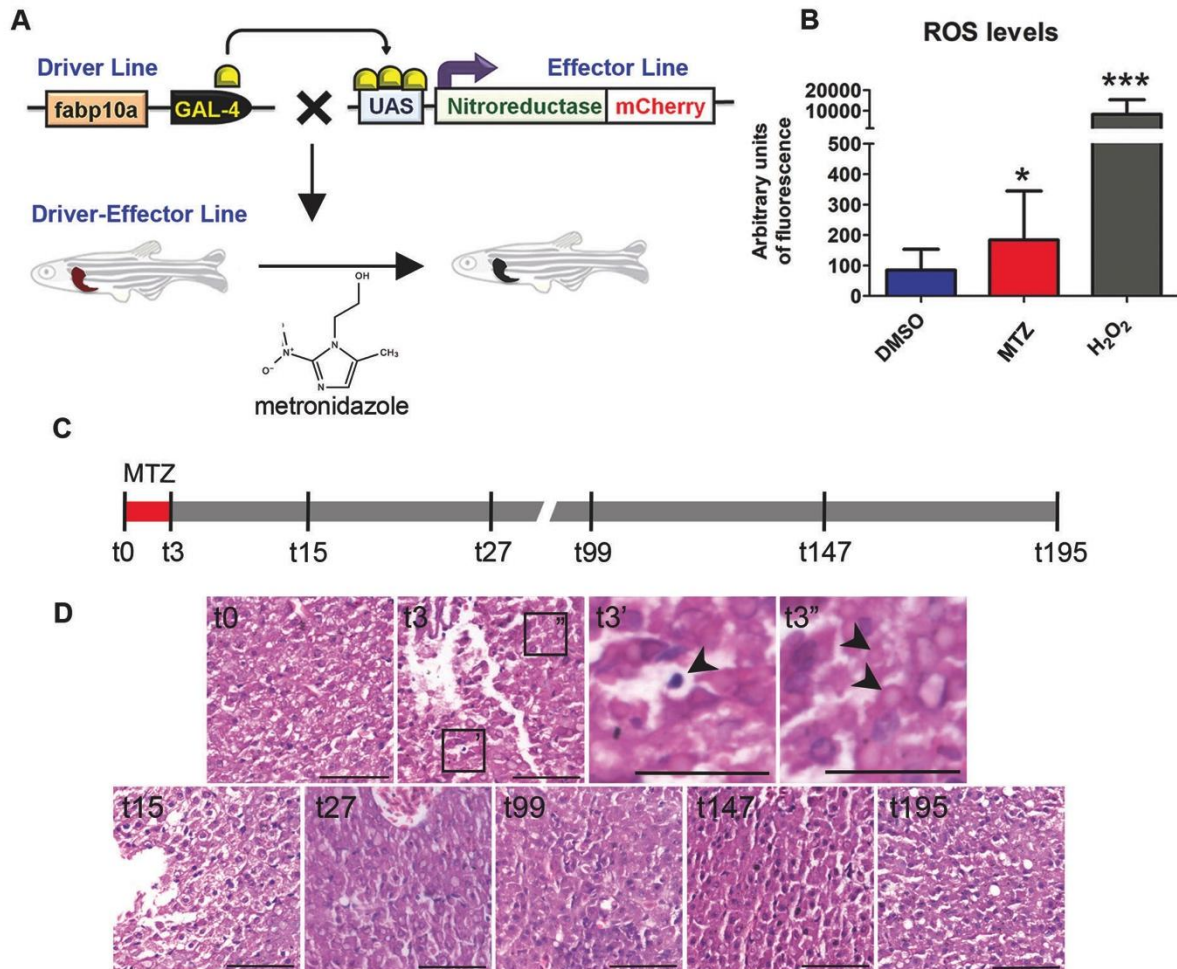 A
Driver Line
Effector Line
fabp10a
GAL-4
UAS
Nitroreductase
mCherry
Driver-Effector Line
OH
N
N⁺
O⁻
CH₃
N
metronidazole
B
ROS levels
Arbitrary units
of fluorescence
20000
10000
500
400
300
200
100
0
*
***
DMSO
MTZ
H₂O₂
C
MTZ
t0
t3
t15
t27
t99
t147
t195
D
t0
t3
”
’
t3’
t3”
t15
t27
t99
t147
t195